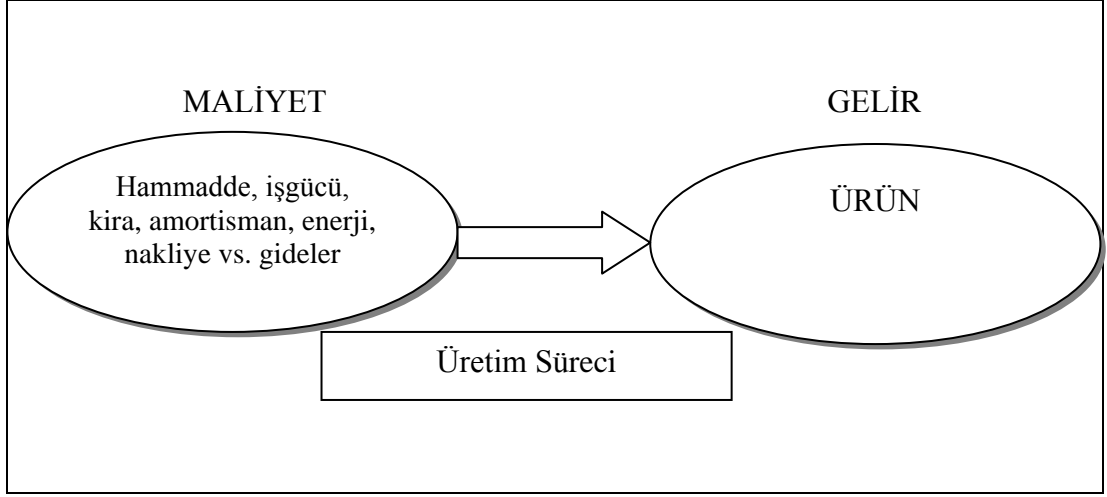 MALİYET
GELİR
Hammadde, işgücü,
kira, amortisman, enerji,
nakliye vs. gideler
ÜRÜN
Üretim Süreci